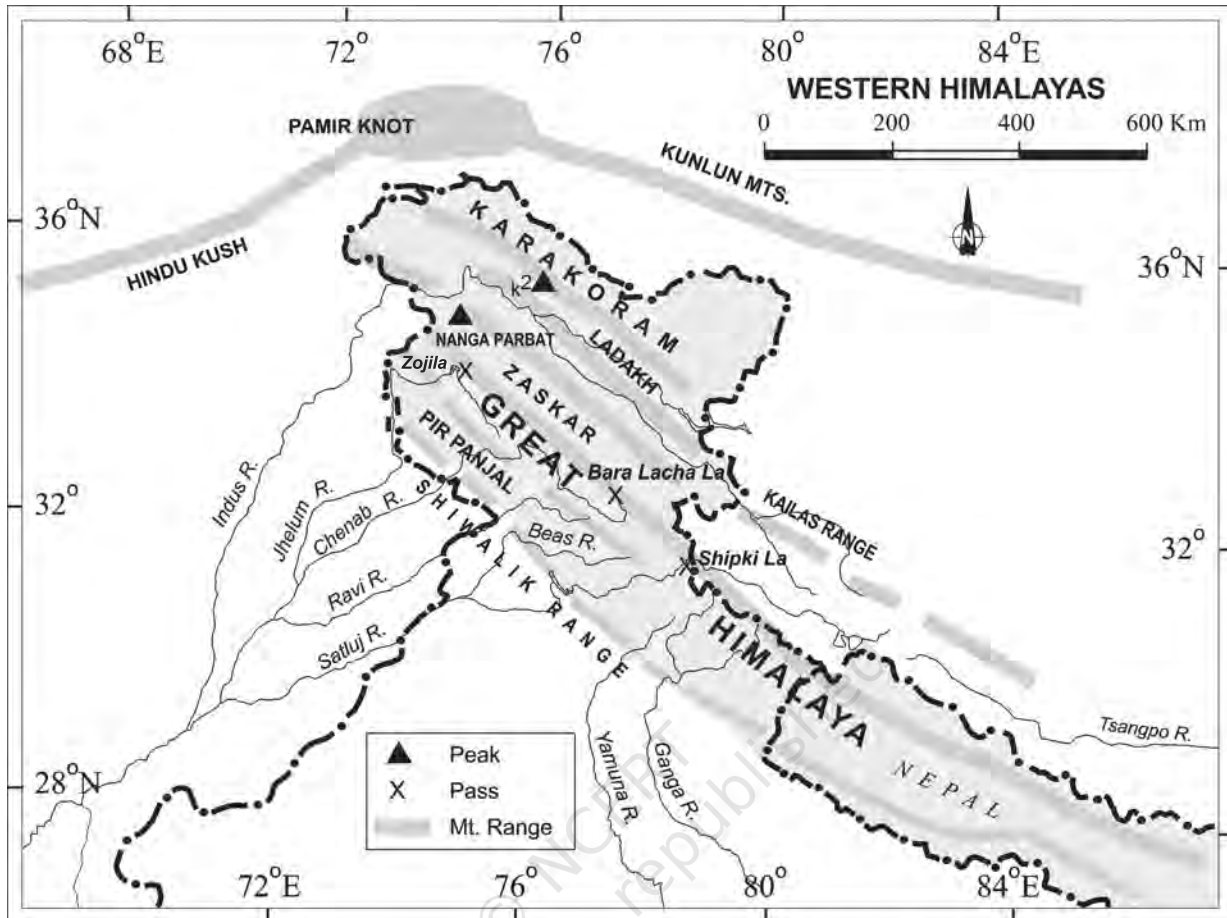 68°E 72° 76° 80° 84°E
WESTERN HIMALAYAS
0 200 400 600 Km
PAMIR KNOT
KUNLUN MTS.
HINDU KUSH
36°N
36°N
N
KARAKORAM
k2
NANGA PARBAT
LADAKH
Zojila
ZASKAR
GREAT
PIR PANJAL
Bara Lacha La
Indus R.
Jhelum R.
Chenab R.
SHIWALIK RANGE
KAILAS RANGE
32°
32°
Beas R.
Shipki La
Ravi R.
Satluj R.
HIMALAYA
Tsangpo R.
Yamuna R.
Ganga R.
NEPAL
28°N
Peak
X Pass
Mt. Range
© NCERT
republished
72°E 76° 80° 84°E